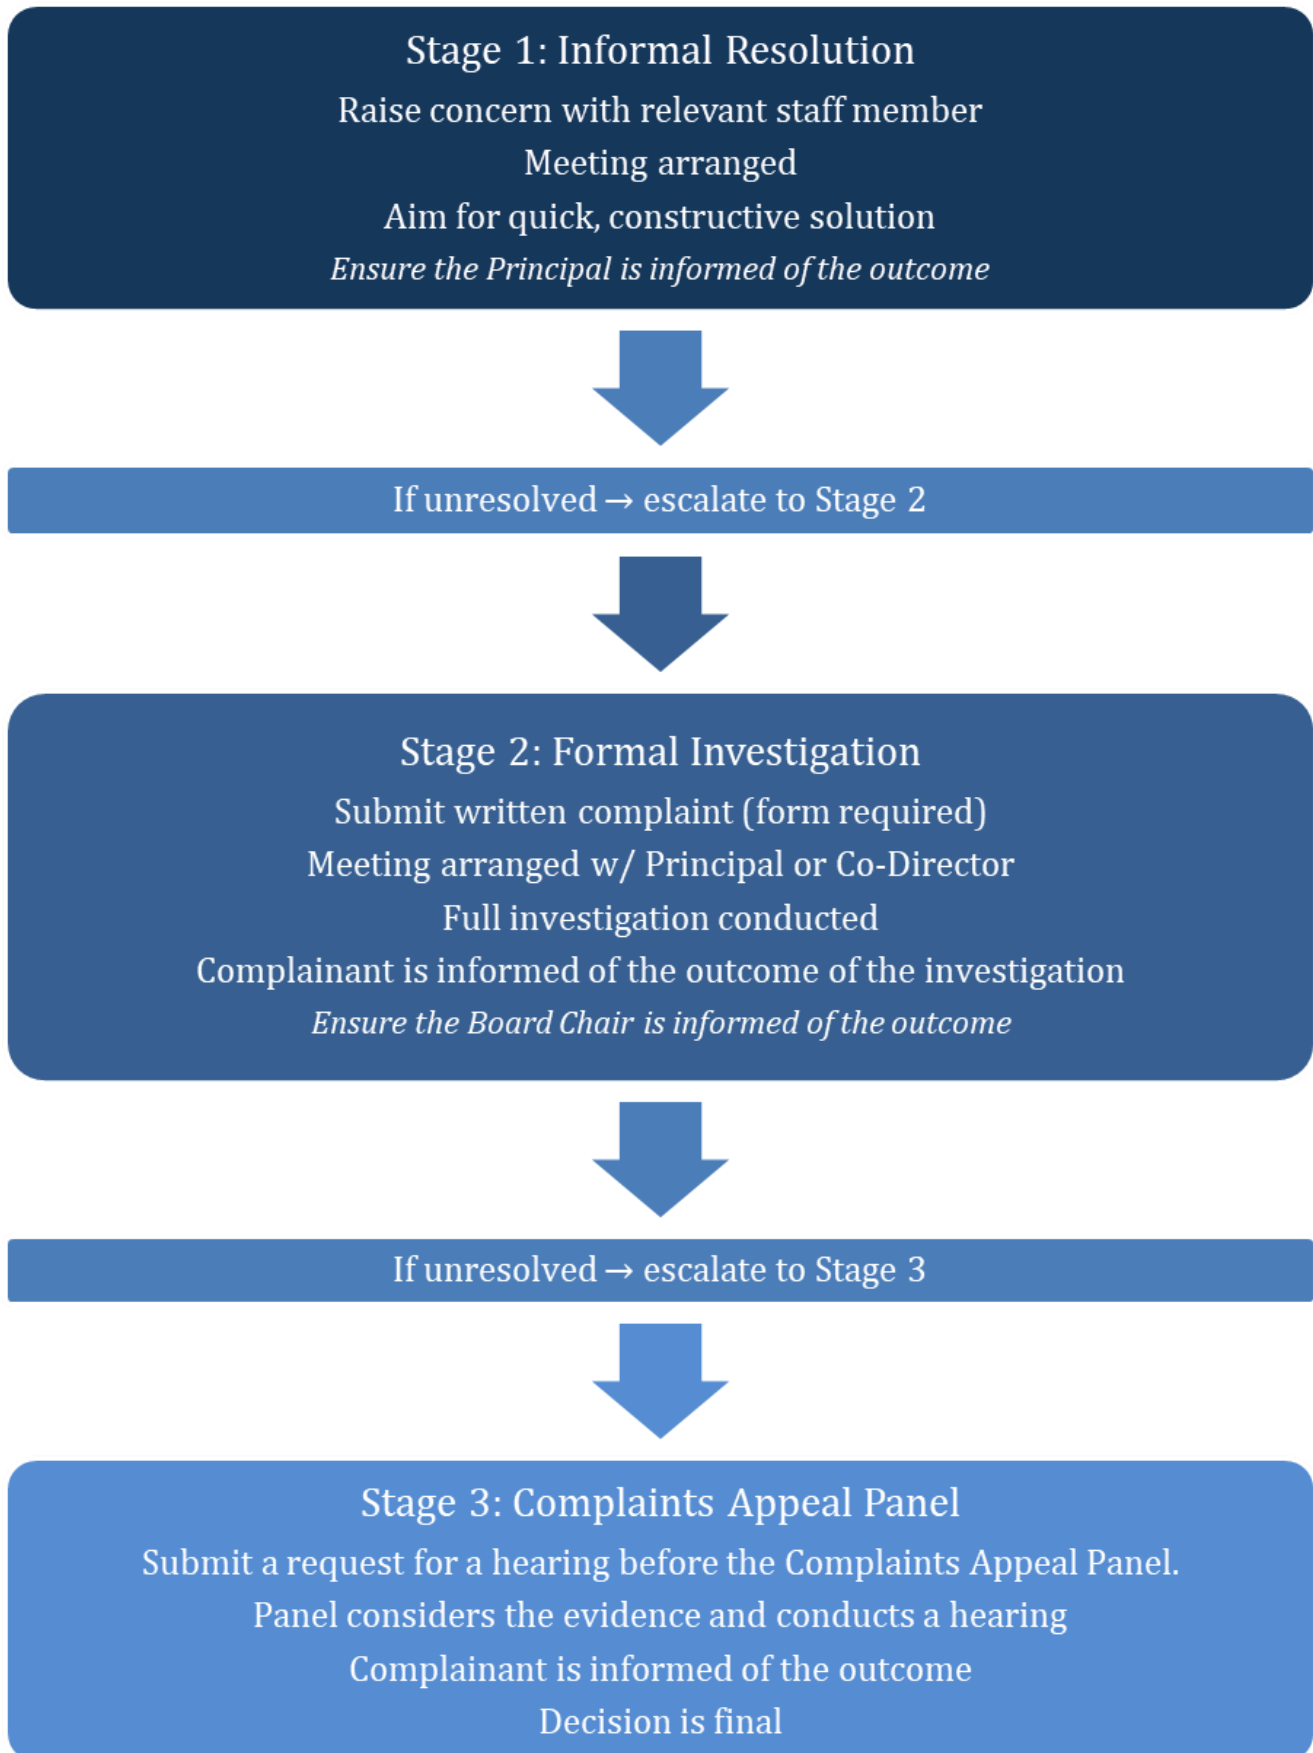 Stage 1: Informal Resolution
Raise concern with relevant staff member
Meeting arranged
Aim for quick, constructive solution
Ensure the Principal is informed of the outcome
If unresolved → escalate to Stage 2
Stage 2: Formal Investigation
Submit written complaint (form required)
Meeting arranged w/ Principal or Co-Director
Full investigation conducted
Complainant is informed of the outcome of the investigation
Ensure the Board Chair is informed of the outcome
If unresolved → escalate to Stage 3
Stage 3: Complaints Appeal Panel
Submit a request for a hearing before the Complaints Appeal Panel.
Panel considers the evidence and conducts a hearing
Complainant is informed of the outcome
Decision is final